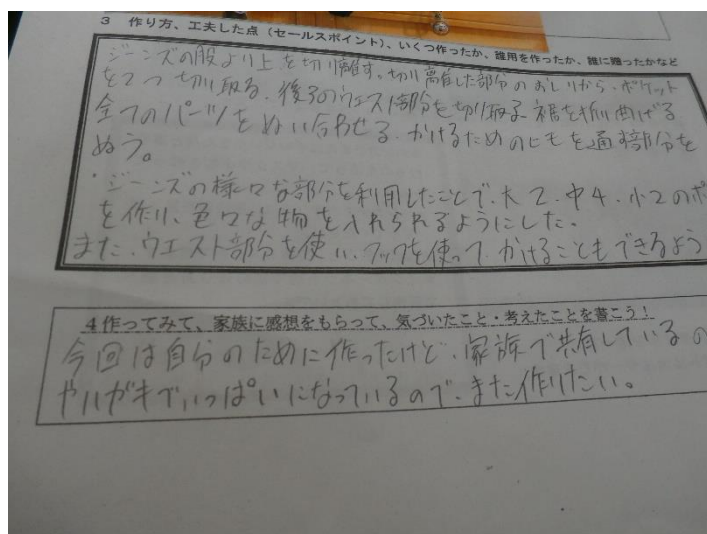 3 作り方、工夫した点（セールスポイント）、いくつ作ったか、誰用を作ったか、誰に贈ったかなど
ジーンズの股より上を切り離す。切り離した部分のおしりから、ポケット
を2つ切り取る。後ろのウエスト部分を切り取る。裾を折り曲げる
全てのパーツをぬい合わせる。かけるためのヒモを通す部分を
ぬう。
・ジーンズの様々な部分を利用したことで、大2、中4、小2のポ
を作り、色々な物を入れられるようにした。
また、ウエスト部分を使い、フックを使って、かけることもできるよう
4 作ってみて、家族に感想をもらって、気づいたこと・考えたことを書こう！
今回は自分のために作ったけど、家族で共有しているの
やハガキでいっぱいになっているので、また作りたい。